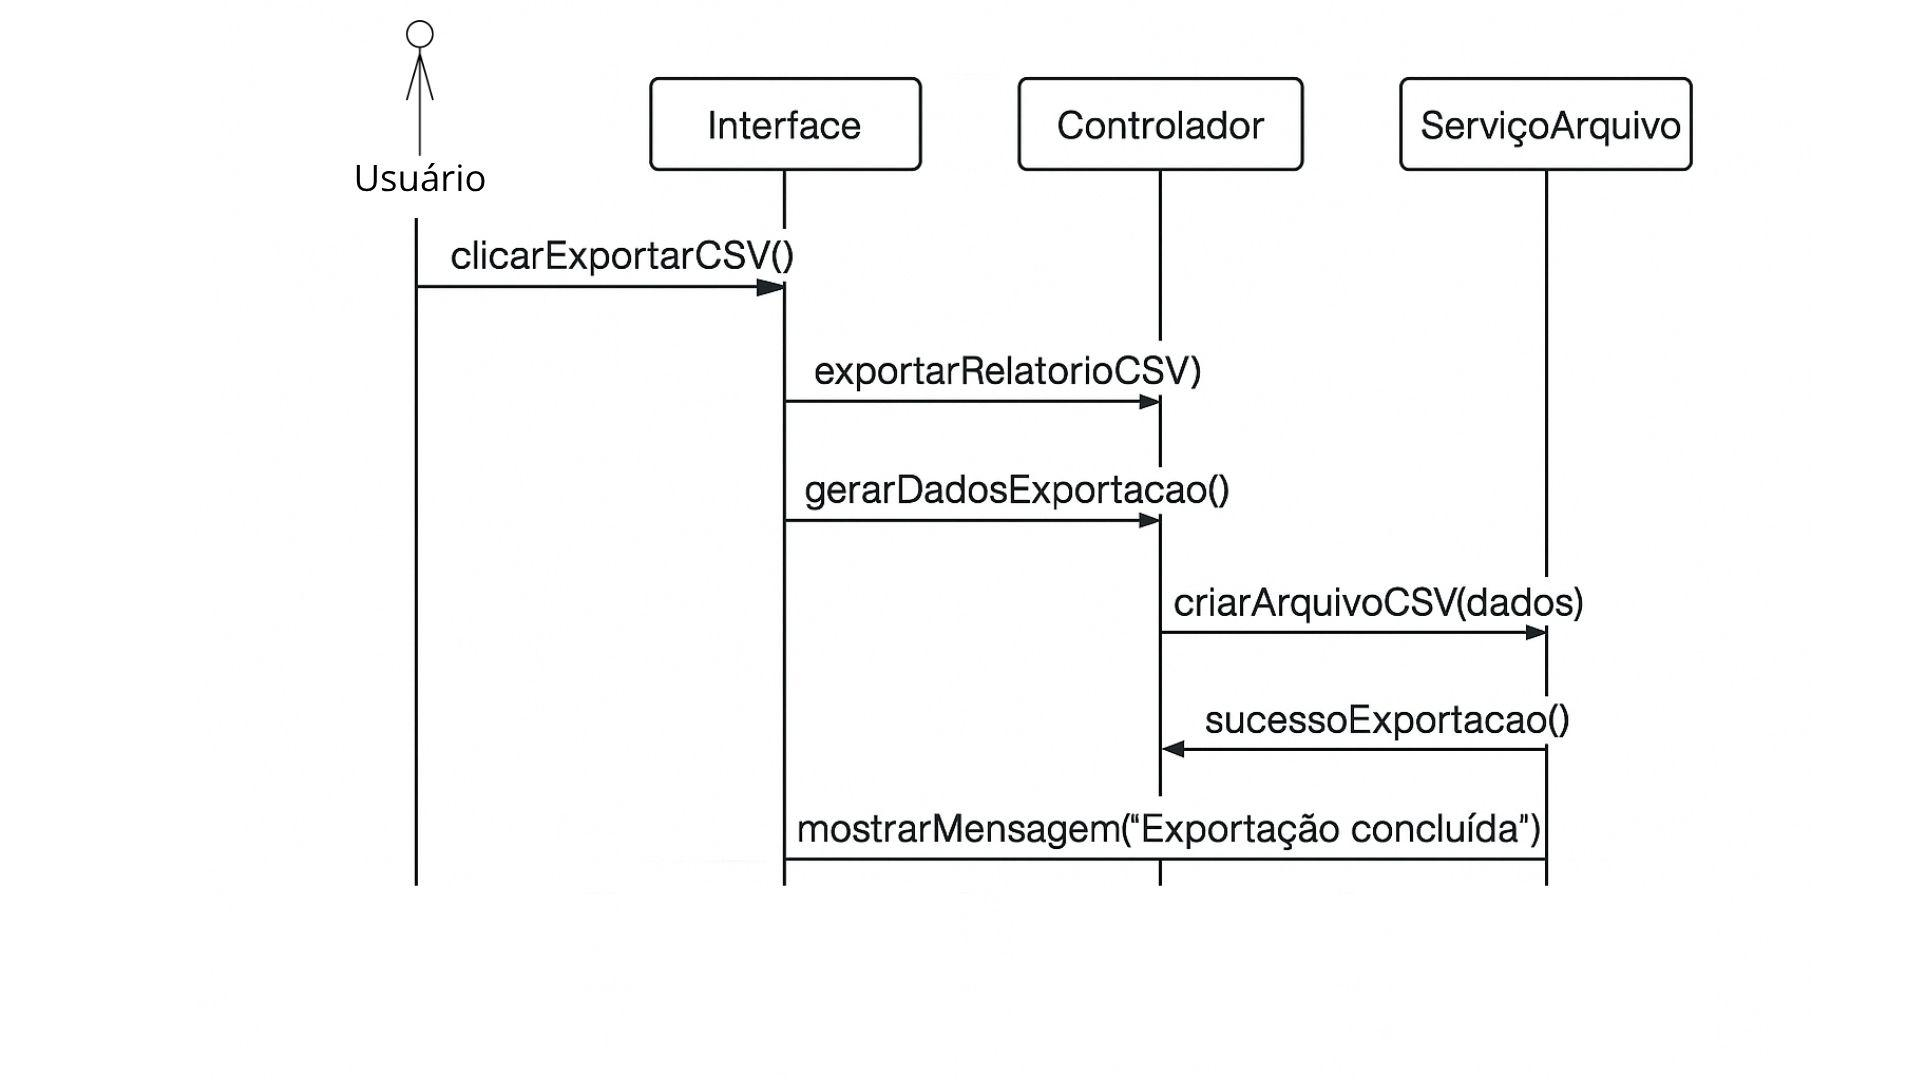 Interface
Controlador
ServiçoArquivo
Usuário
clicarExportarCSV()
exportarRelatorioCSV)
gerarDadosExportacao()
criarArquivoCSV(dados)
sucessoExportacao()
mostrarMensagem(“Exportação concluída”)